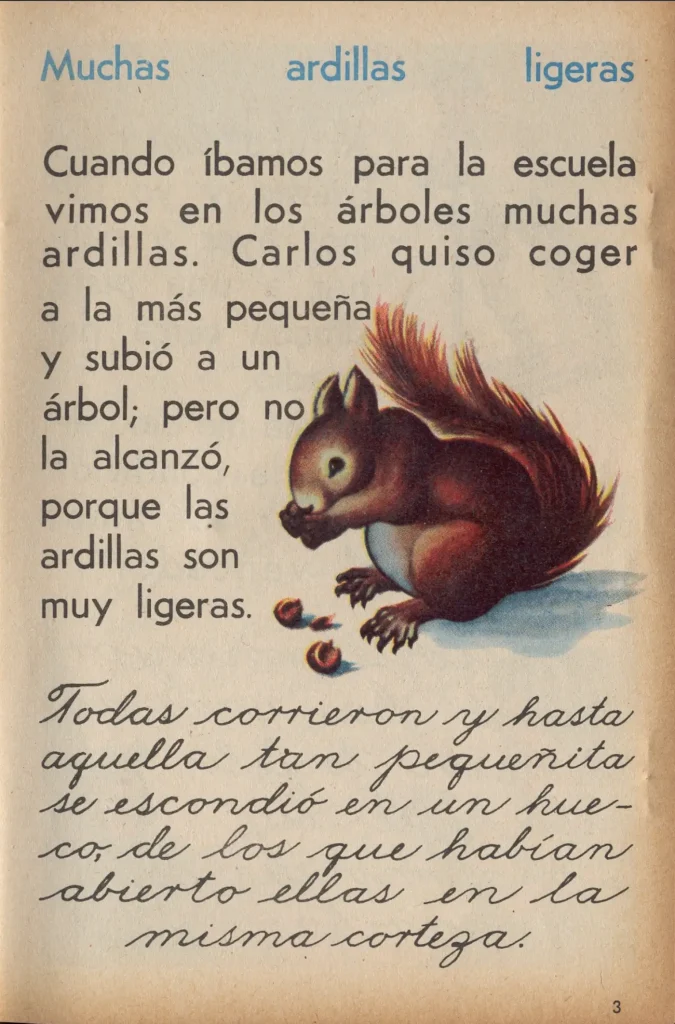 Muchas ardillas ligeras
Cuando íbamos para la escuela
vimos en los árboles muchas
ardillas. Carlos quiso coger
a la más pequeña
y subió a un
árbol; pero no
la alcanzó,
porque las
ardillas son
muy ligeras.
Todas corrieron y hasta
aquella tan pequeñita
se escondió en un hue-
co, de los que habían
abierto ellas en la
misma corteza.
3